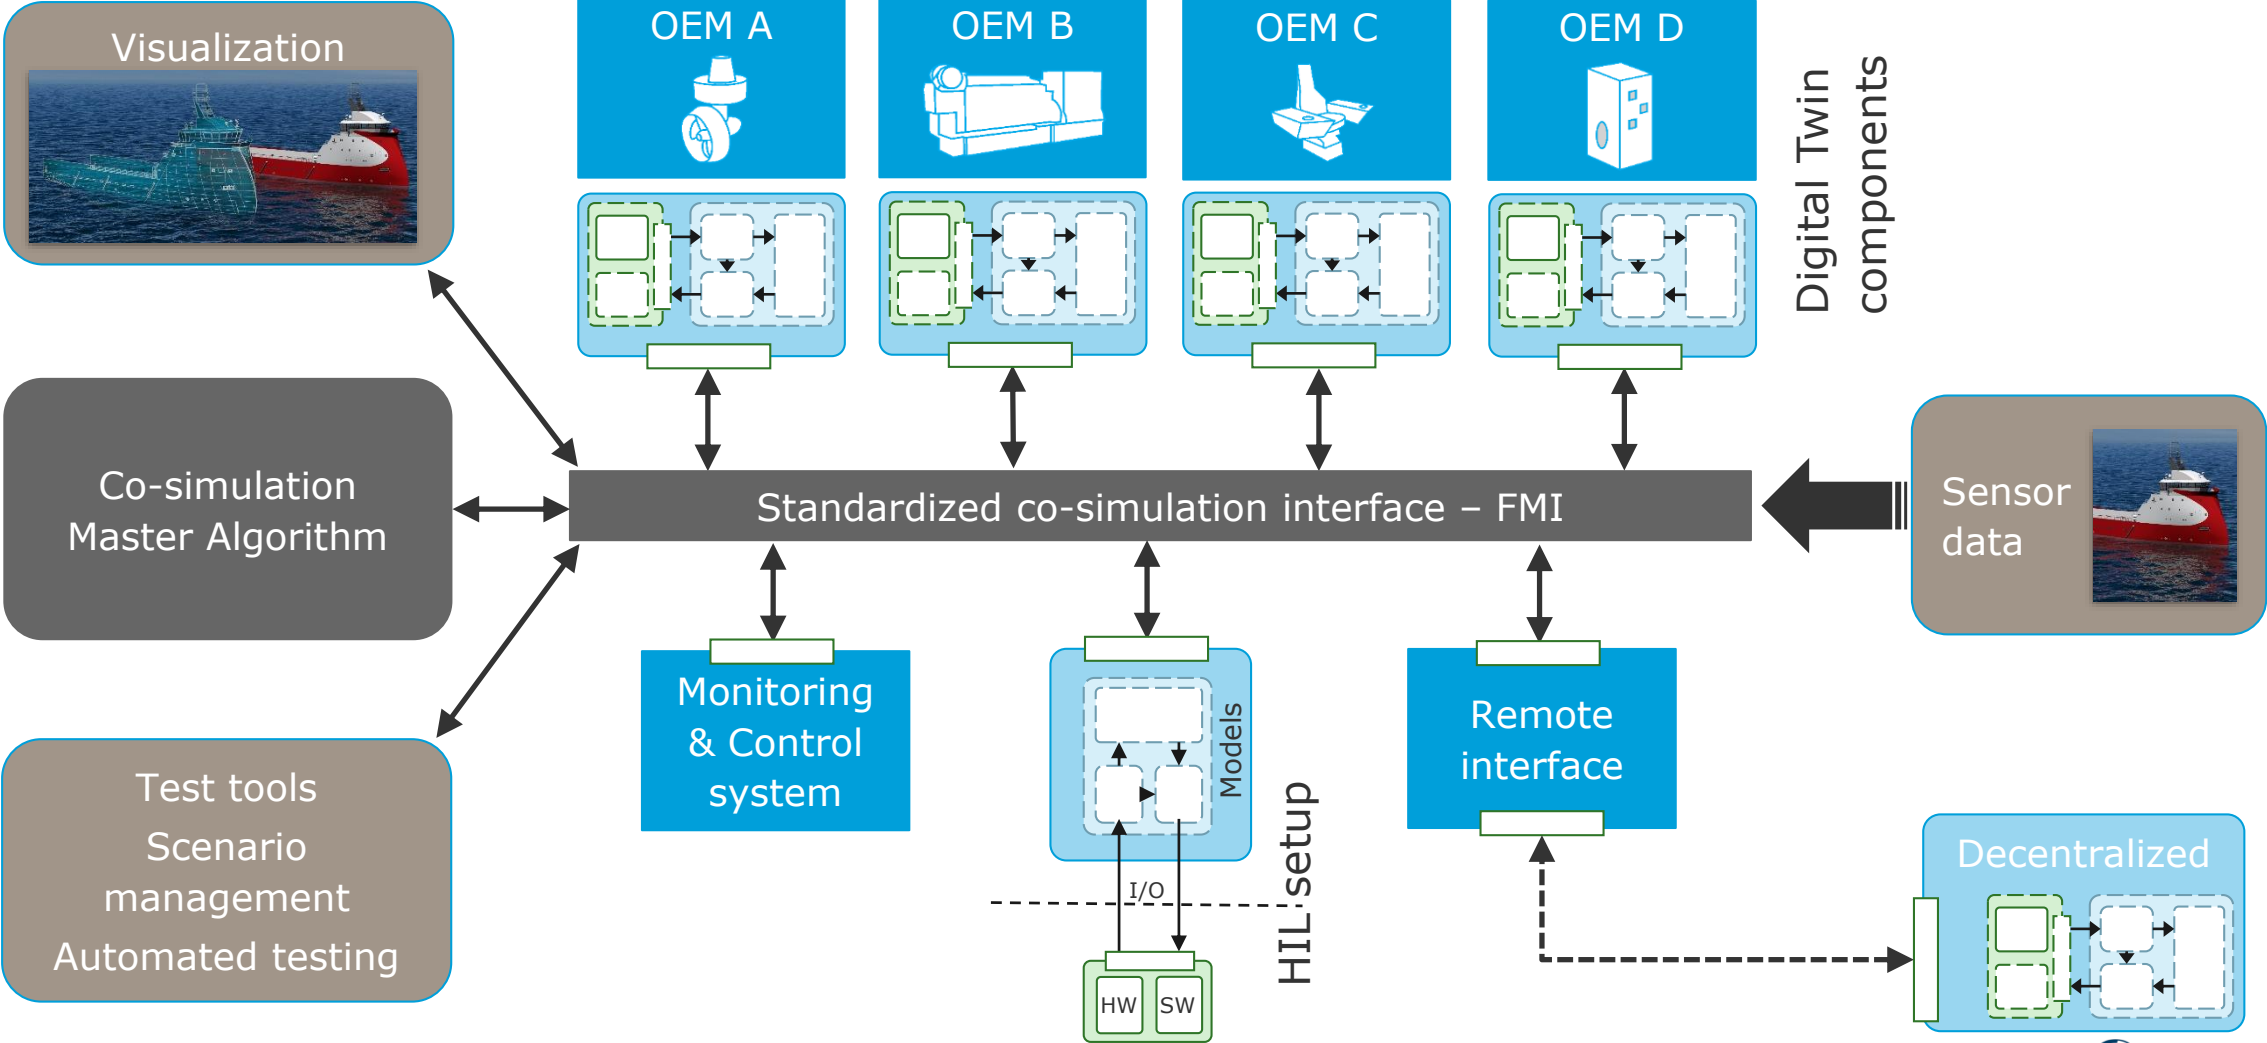 Visualization
OEM A
OEM B
OEM C
OEM D
Digital Twin
components
Co-simulation
Master Algorithm
Standardized co-simulation interface – FMI
Sensor
data
Test tools
Scenario
management
Automated testing
Monitoring
& Control
system
Models
I/O
HW
SW
HIL setup
Remote
interface
Decentralized